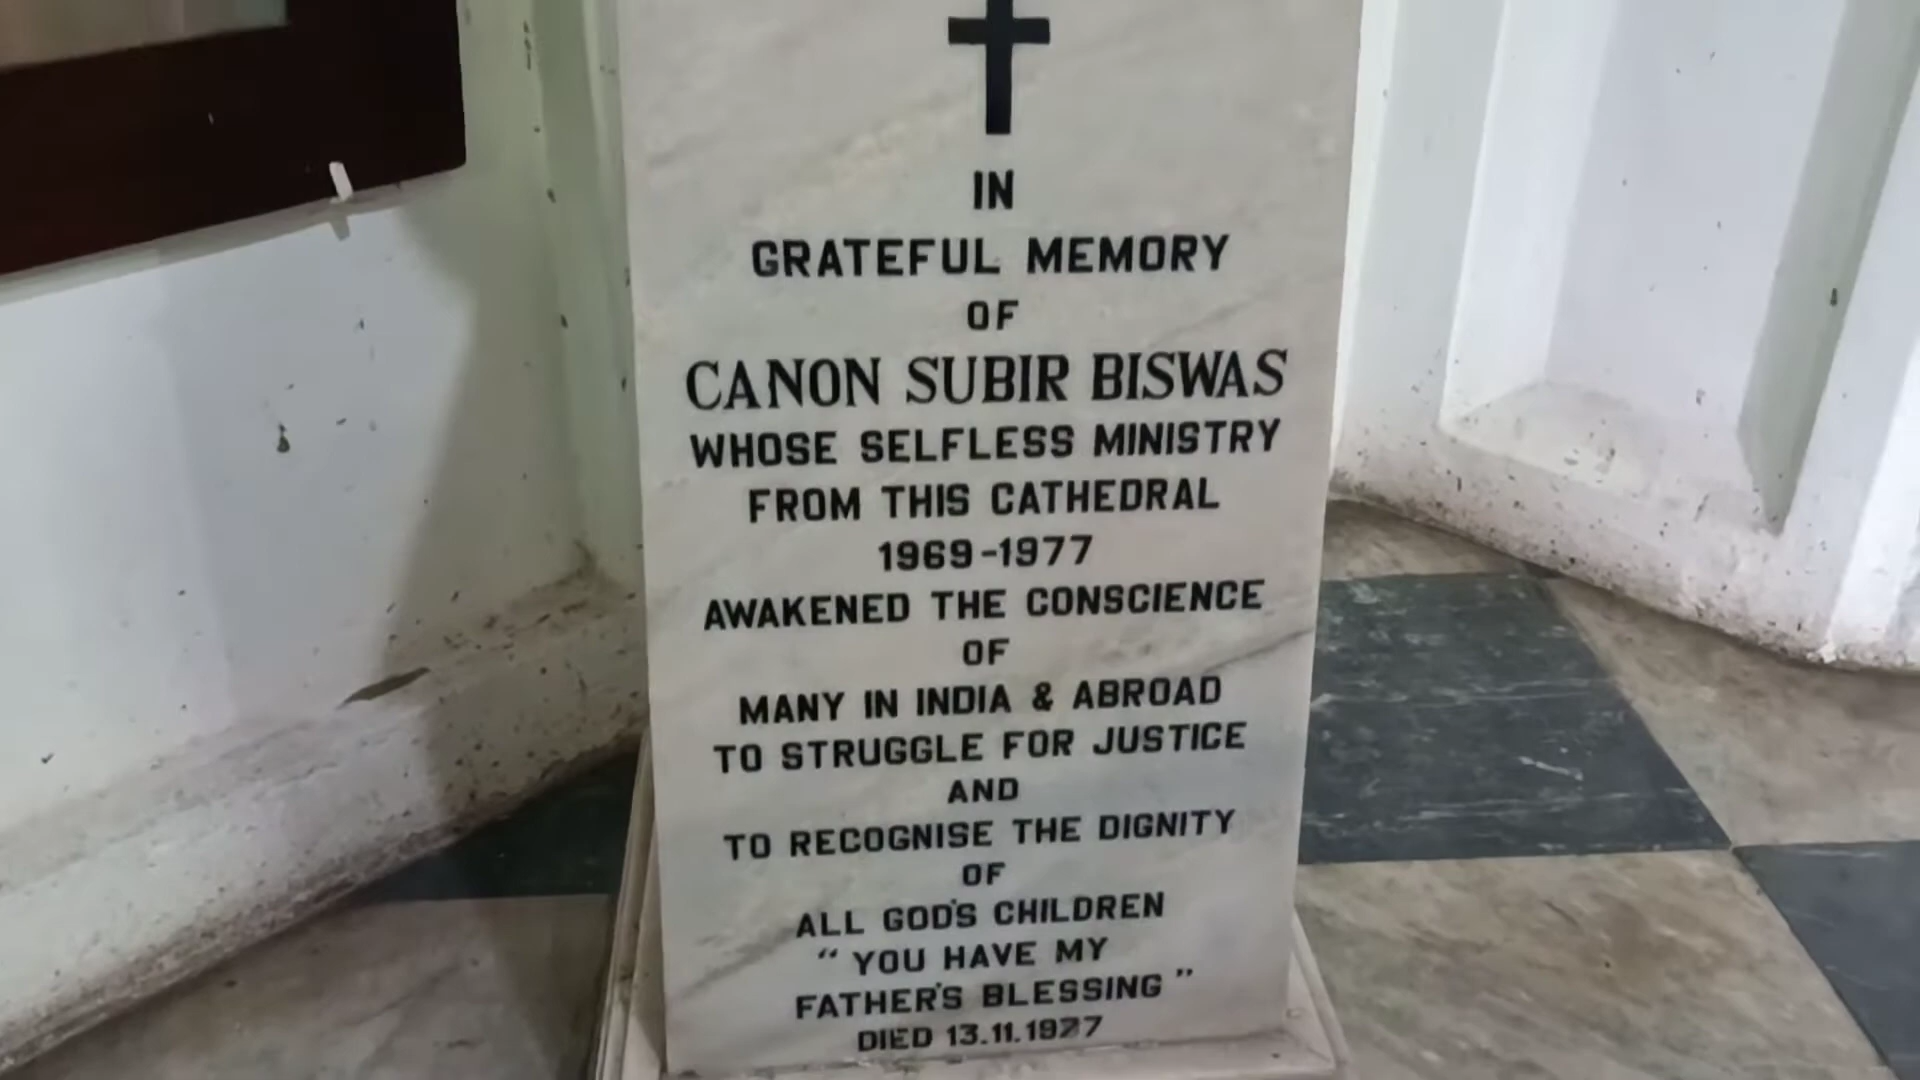 IN
GRATEFUL MEMORY
OF
CANON SUBIR BISWAS
WHOSE SELFLESS MINISTRY
FROM THIS CATHEDRAL
1969-1977
AWAKENED THE CONSCIENCE
OF
MANY IN INDIA & ABROAD
TO STRUGGLE FOR JUSTICE
AND
TO RECOGNISE THE DIGNITY
OF
ALL GOD'S CHILDREN
“ YOU HAVE MY
FATHER'S BLESSING ”
DIED 13.11.1977